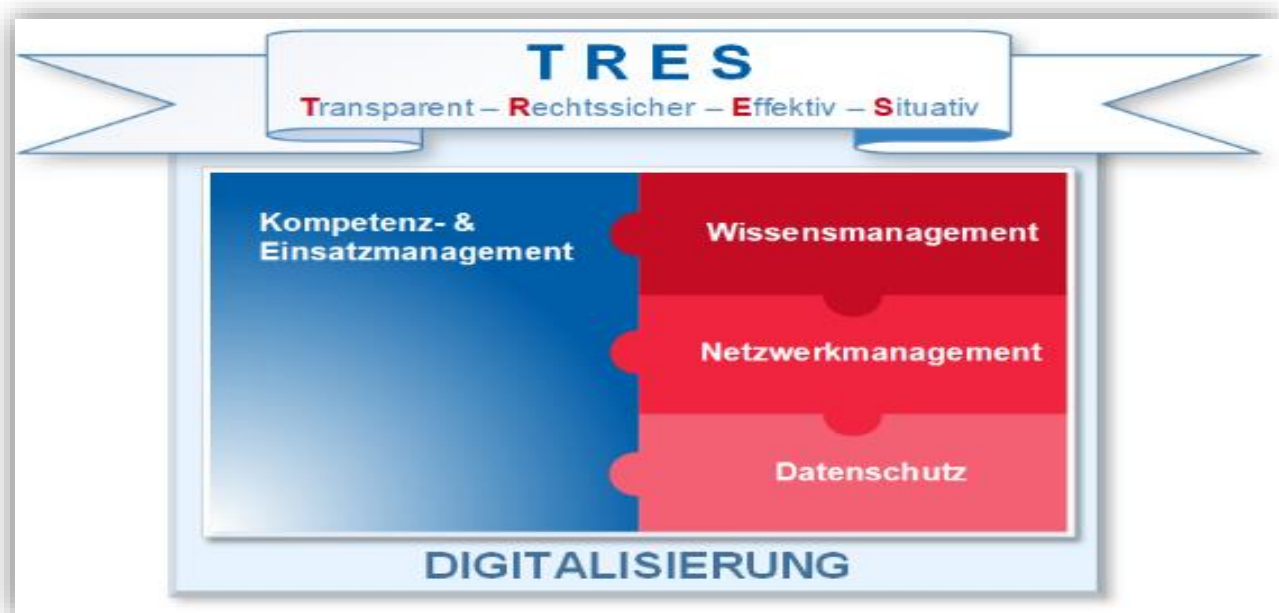 T R E S
Transparent – Rechtssicher – Effektiv – Situativ
Kompetenz- &
Einsatzmanagement
Wissensmanagement
Netzwerkmanagement
Datenschutz
DIGITALISIERUNG